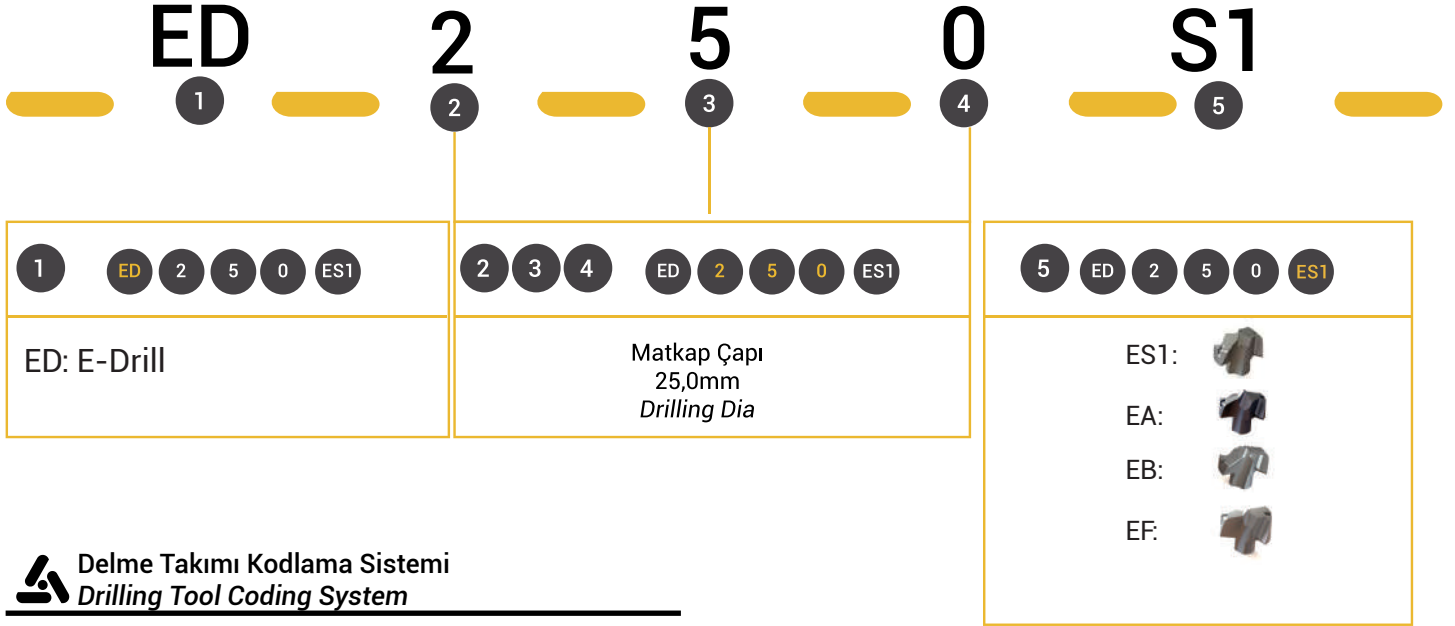 ED 2 5 0 S1
1 2 3 4 5
1 ED 2 5 0 ES1
2 3 4 ED 2 5 0 ES1
5 ED 2 5 0 ES1
ED: E-Drill
Matkap Çapı
25,0mm
Drilling Dia
ES1:
EA:
EB:
EF:
Delme Takımı Kodlama Sistemi
Drilling Tool Coding System